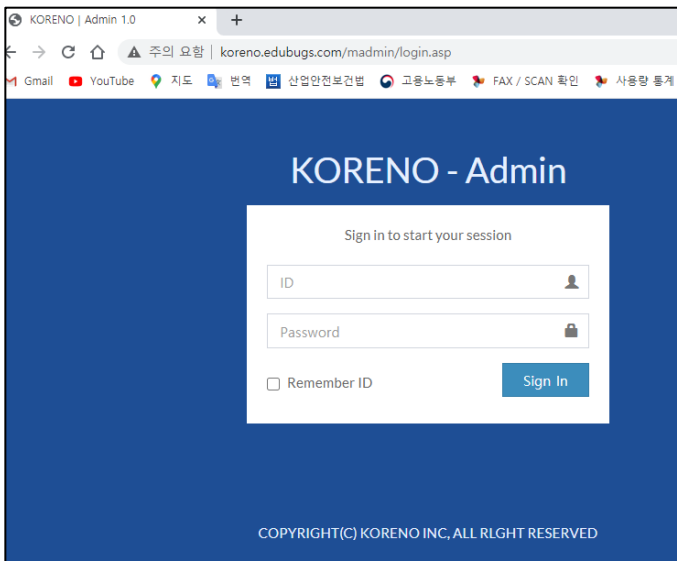 KORENO | Admin 1.0
주의 요함 | koreno.edubugs.com/madmin/login.asp
Gmail YouTube 지도 번역 산업안전보건법 고용노동부 FAX / SCAN 확인 사용량 통계
KORENO - Admin
Sign in to start your session
ID
Password
Remember ID Sign In
COPYRIGHT(C) KORENO INC, ALL RLGHT RESERVED